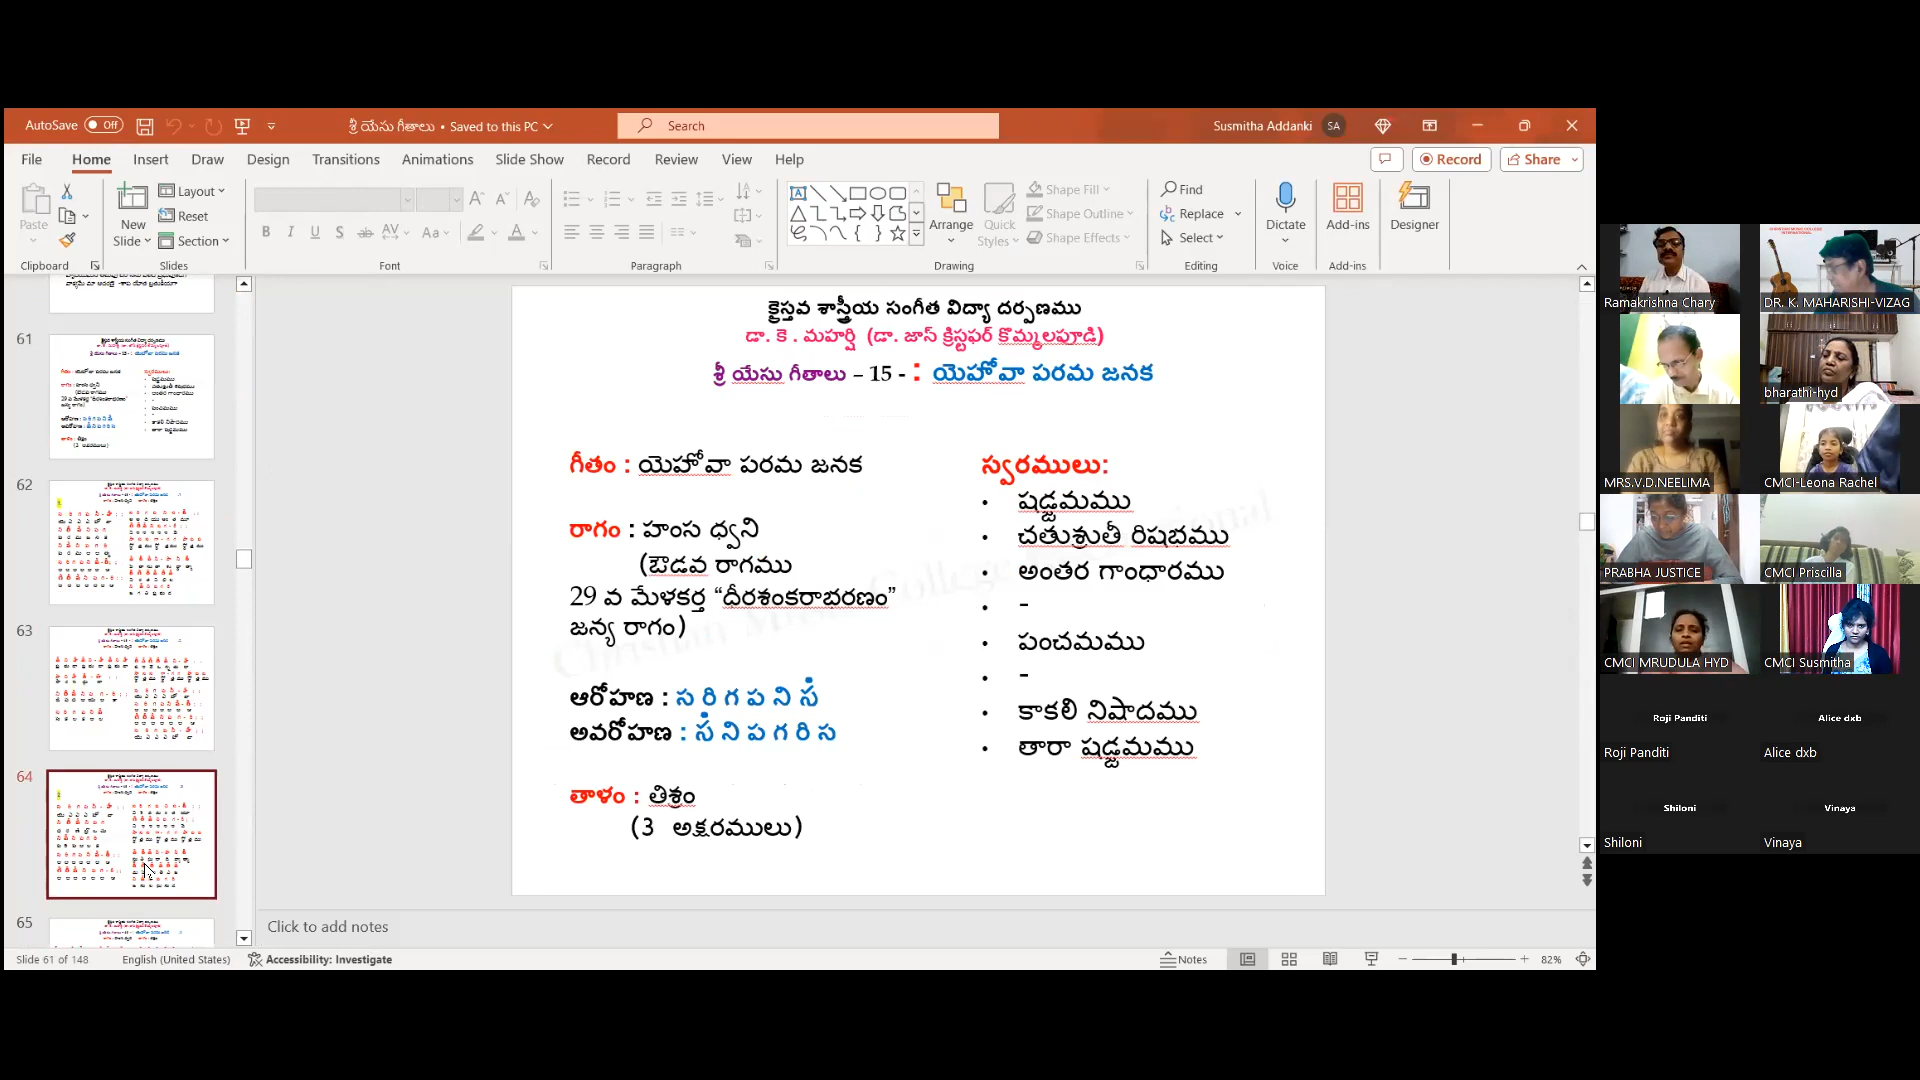 AutoSave Off శ్రీ యేసు గీతాలు • Saved to this PC Search Susmitha Addanki SA
File Home Insert Draw Design Transitions Animations Slide Show Record Review View Help Record Share
Paste New Slide Layout Reset Section
Shape Fill Shape Outline Shape Effects
Arrange Quick Styles Find Replace Select Dictate Add-ins Designer
Clipboard Slides Font Paragraph Drawing Editing Voice Add-ins
61
62
63
64
65
క్రైస్తవ శాస్త్రీయ సంగీత విద్యా దర్పణము
డా. కె . మహర్షి (డా. జాస్ క్రిస్టఫర్ కొమ్మలపూడి)
శ్రీ యేసు గీతాలు – 15 - : యెహోవా పరమ జనక
గీతం : యెహోవా పరమ జనక
రాగం : హంస ధ్వని
(ఔడవ రాగము
29 వ మేళకర్త “ధీరశంకరాభరణం”
జన్య రాగం)
ఆరోహణ : స రి గ ప ని స̇
అవరోహణ : స̇ ని ప గ రి స
తాళం : తిశ్రం
(3 అక్షరములు)
స్వరములు:
• షడ్జమము
• చతుశ్రుతీ రిషభము
• అంతర గాంధారము
• -
• పంచమము
• -
• కాకలి నిషాదము
• తారా షడ్జమము
Click to add notes
Slide 61 of 148 English (United States) Accessibility: Investigate Notes 82%
Ramakrishna Chary
CHRISTIAN MUSIC COLLEGE INTERNATIONAL
DR. K. MAHARISHI-VIZAG
bharathi-hyd
MRS.V.D.NEELIMA
CMCI-Leona Rachel
PRABHA JUSTICE
CMCI Priscilla
CMCI MRUDULA HYD
CMCI Susmitha
Roji Panditi
Roji Panditi
Alice dxb
Alice dxb
Shiloni
Shiloni
Vinaya
Vinaya